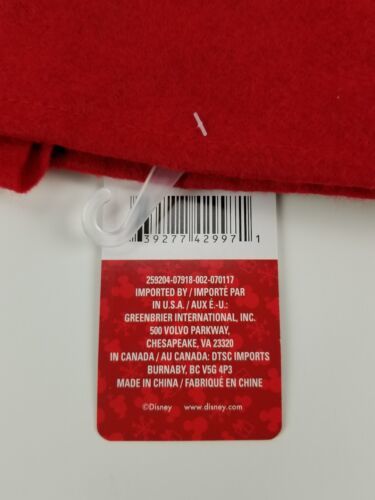 39277 42997 1
259204-07918-002-070117
IMPORTED BY / IMPORTÉ PAR
IN U.S.A. / AUX É.-U.:
GREENBRIER INTERNATIONAL, INC.
500 VOLVO PARKWAY,
CHESAPEAKE, VA 23320
IN CANADA / AU CANADA: DTSC IMPORTS
BURNABY, BC V5G 4P3
MADE IN CHINA / FABRIQUÉ EN CHINE
©Disney www.disney.com